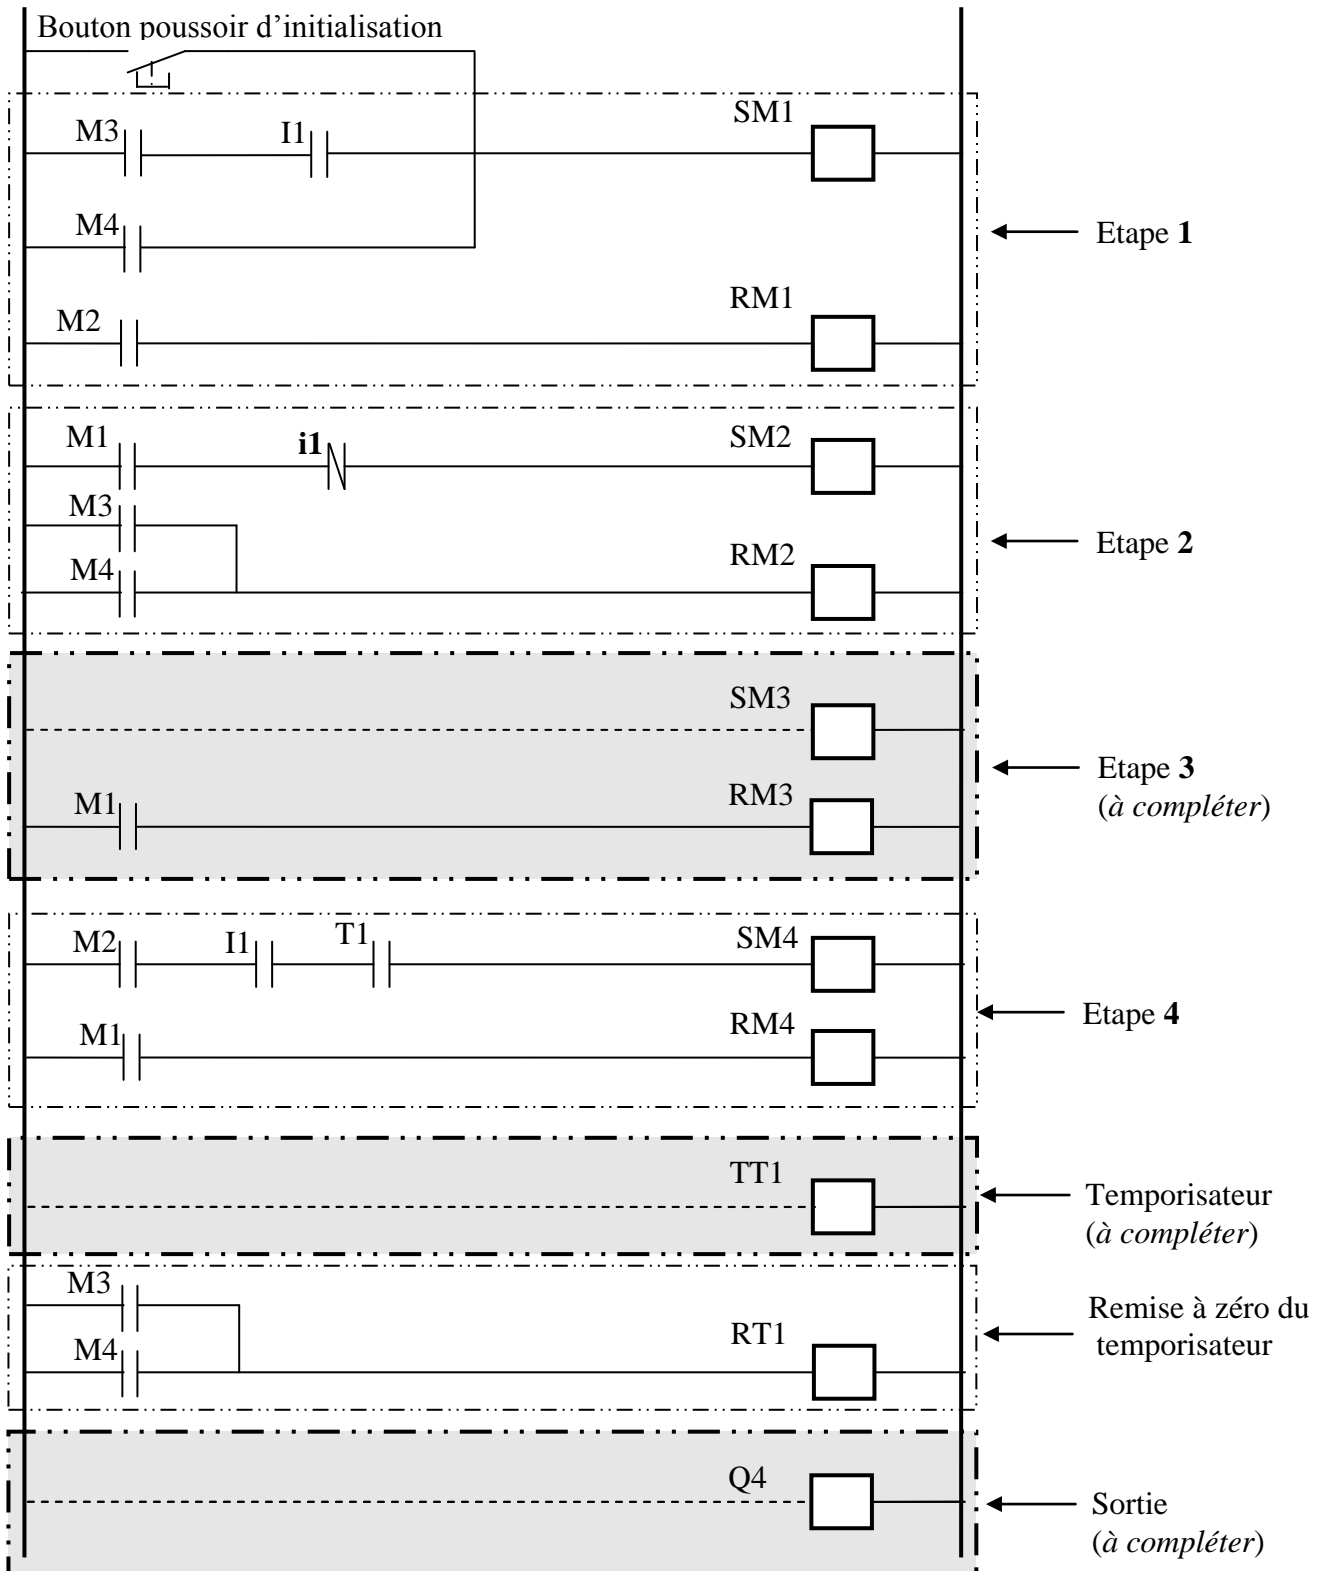 Bouton poussoir d’initialisation
M3 I1 SM1
M4
Etape 1
M2 RM1
M1 i1 SM2
M3
Etape 2
M4 RM2
SM3
Etape 3
(à compléter)
M1 RM3
M2 I1 T1 SM4
Etape 4
M1 RM4
TT1
Temporisateur
(à compléter)
M3
Remise à zéro du
temporisateur
M4 RT1
Q4
Sortie
(à compléter)